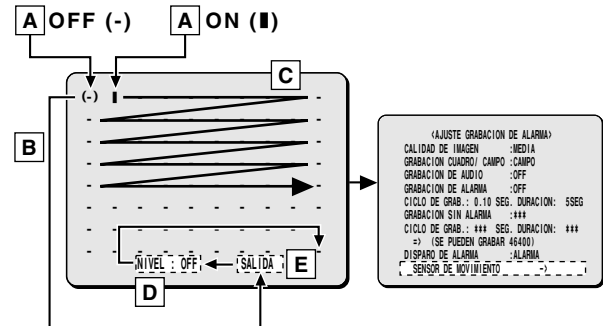 A OFF (-) A ON (▮)
C
(-) ▮
B
NIVEL : OFF SALIDA E
D
<AJUSTE GRABACION DE ALARMA>
CALIDAD DE IMAGEN :MEDIA
GRABACION CUADRO/ CAMPO :CAMPO
GRABACION DE AUDIO :OFF
GRABACION DE ALARMA :OFF
CICLO DE GRAB.: 0.10 SEG. DURACION: 5SEG
GRABACION SIN ALARMA :***
CICLO DE GRAB.: *** SEG. DURACION: ***
=> (SE PUEDEN GRABAR 46400)
DISPARO DE ALARMA :ALARMA
SENSOR DE MOVIMIENTO ->